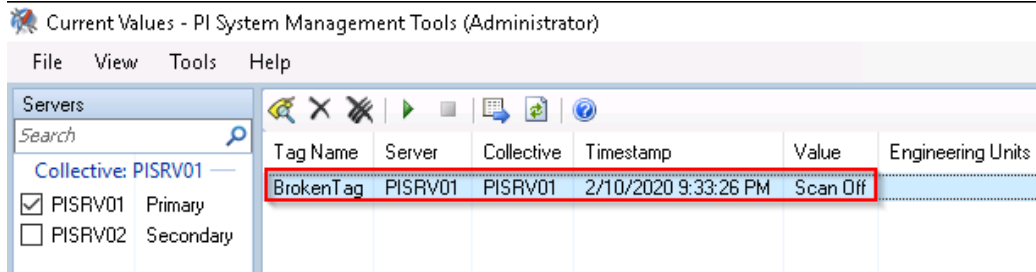 Current Values - PI System Management Tools (Administrator)
File View Tools Help
Servers
Search
Collective: PISRV01
PISRV01 Primary
PISRV02 Secondary
Tag Name Server Collective Timestamp Value Engineering Units
BrokenTag PISRV01 PISRV01 2/10/2020 9:33:26 PM Scan Off